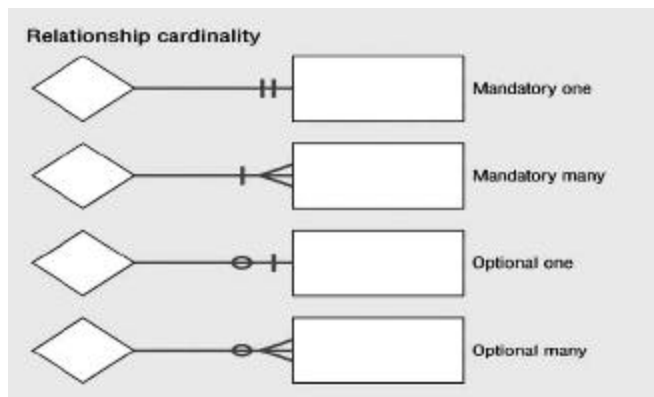 Relationship cardinality
Mandatory one
Mandatory many
Optional one
Optional many